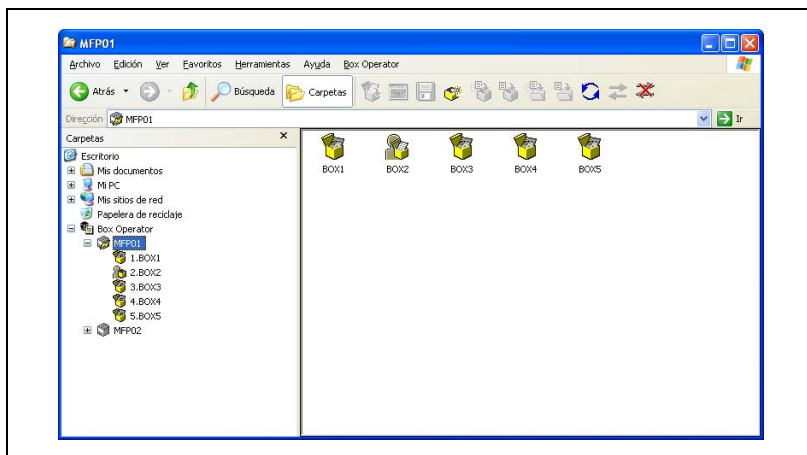 MFP01
Archivo Edición Ver Favoritos Herramientas Ayuda Box Operator
Atrás Búsqueda Carpetas
Dirección MFP01 Ir
Carpetas
Escritorio
Mis documentos
Mi PC
Mis sitios de red
Papelera de reciclaje
Box Operator
MFP01
1.BOX1
2.BOX2
3.BOX3
4.BOX4
5.BOX5
MFP02
BOX1 BOX2 BOX3 BOX4 BOX5